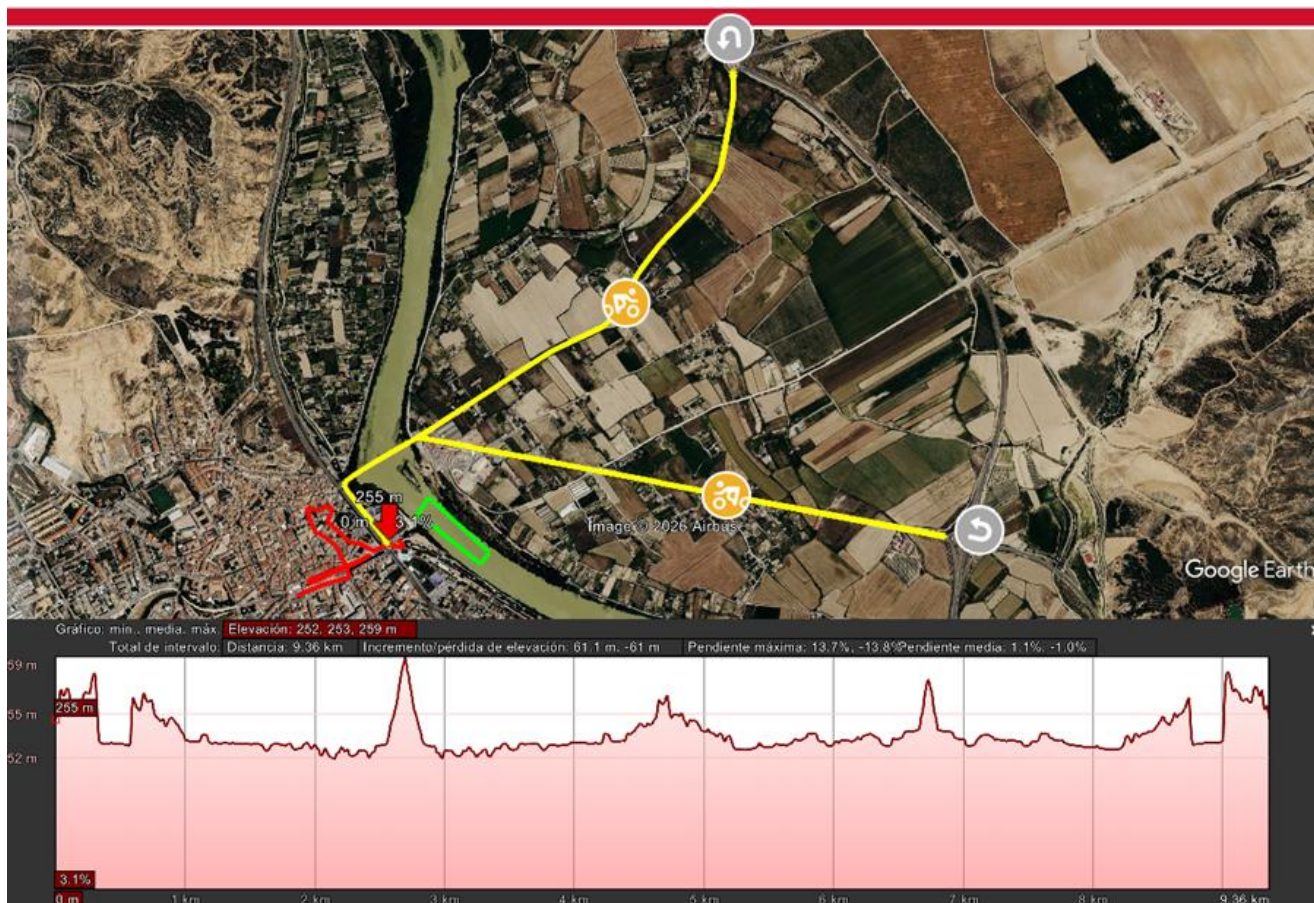 255 m
0 m
3.1%
Image © 2026 Airbus
Google Earth
Gráfico: mín., media, máx. Elevación: 252, 253, 259 m
Total de intervalo: Distancia: 9.36 km Incremento/pérdida de elevación: 61.1 m, -61 m Pendiente máxima: 13.7%, -13.8% Pendiente media: 1.1%, -1.0%
59 m
255 m
55 m
52 m
3.1%
0 m 1 km 2 km 3 km 4 km 5 km 6 km 7 km 8 km 9.36 km